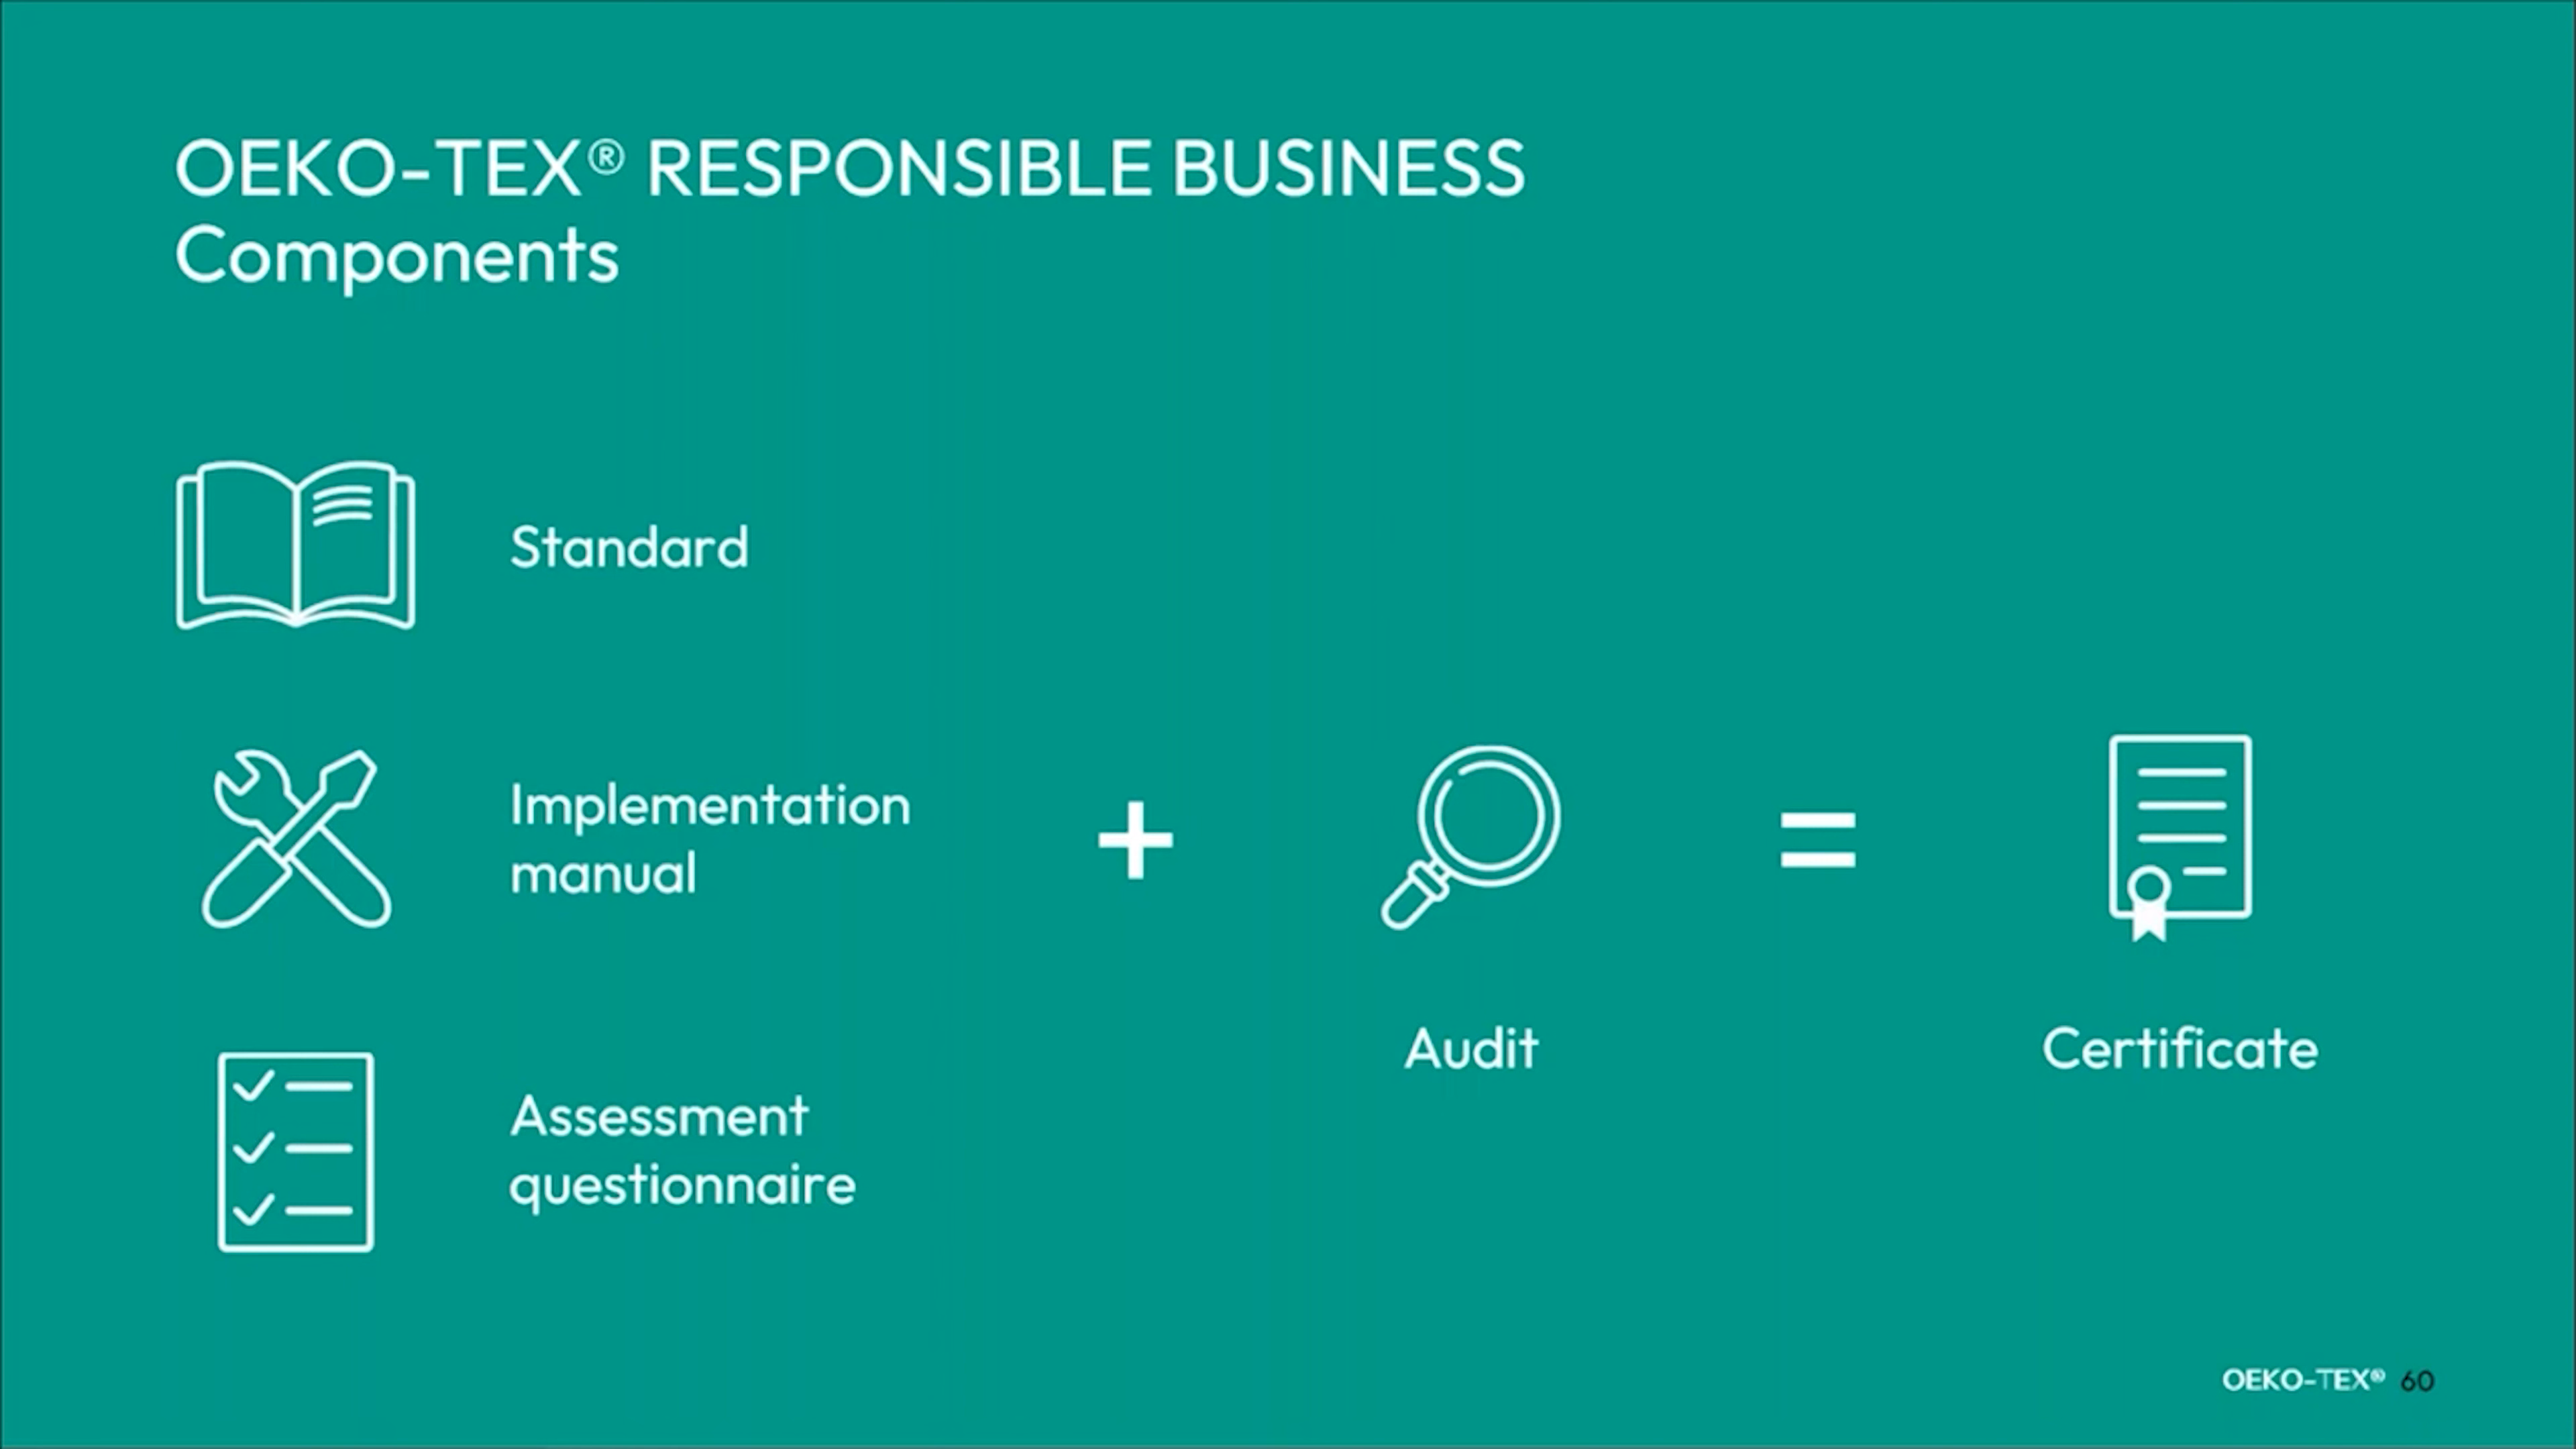 OEKO-TEX® RESPONSIBLE BUSINESS
Components
Standard
Implementation
manual
+
=
Audit
Certificate
Assessment
questionnaire
OEKO-TEX® 60